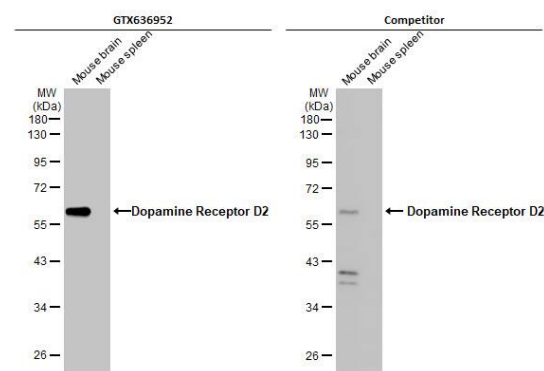 GTX636952
Mouse brain
Mouse spleen
MW
(kDa)
180
130
95
72
55
43
34
26
Dopamine Receptor D2
Competitor
Mouse brain
Mouse spleen
MW
(kDa)
180
130
95
72
55
43
34
26
Dopamine Receptor D2